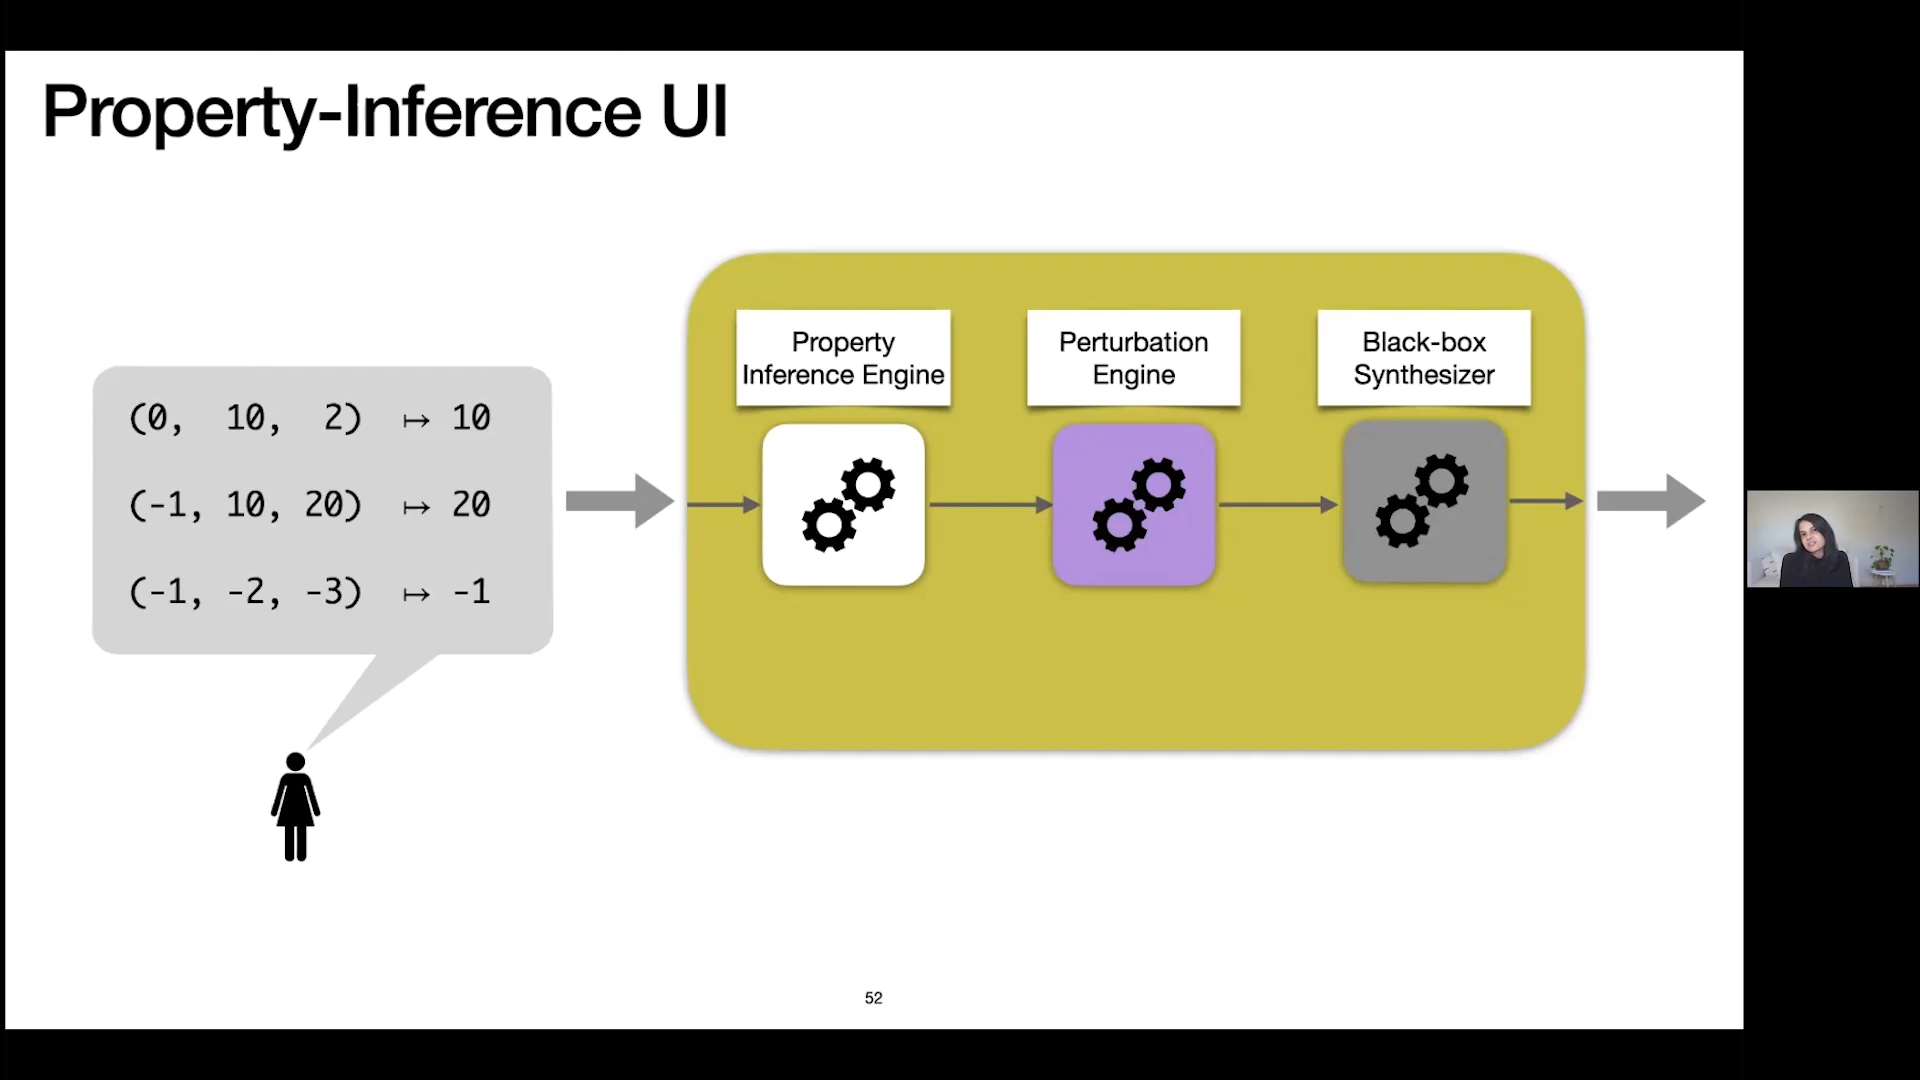 Property-Inference UI
(0, 10, 2) ↦ 10
(-1, 10, 20) ↦ 20
(-1, -2, -3) ↦ -1
Property
Inference Engine
Perturbation
Engine
Black-box
Synthesizer
52